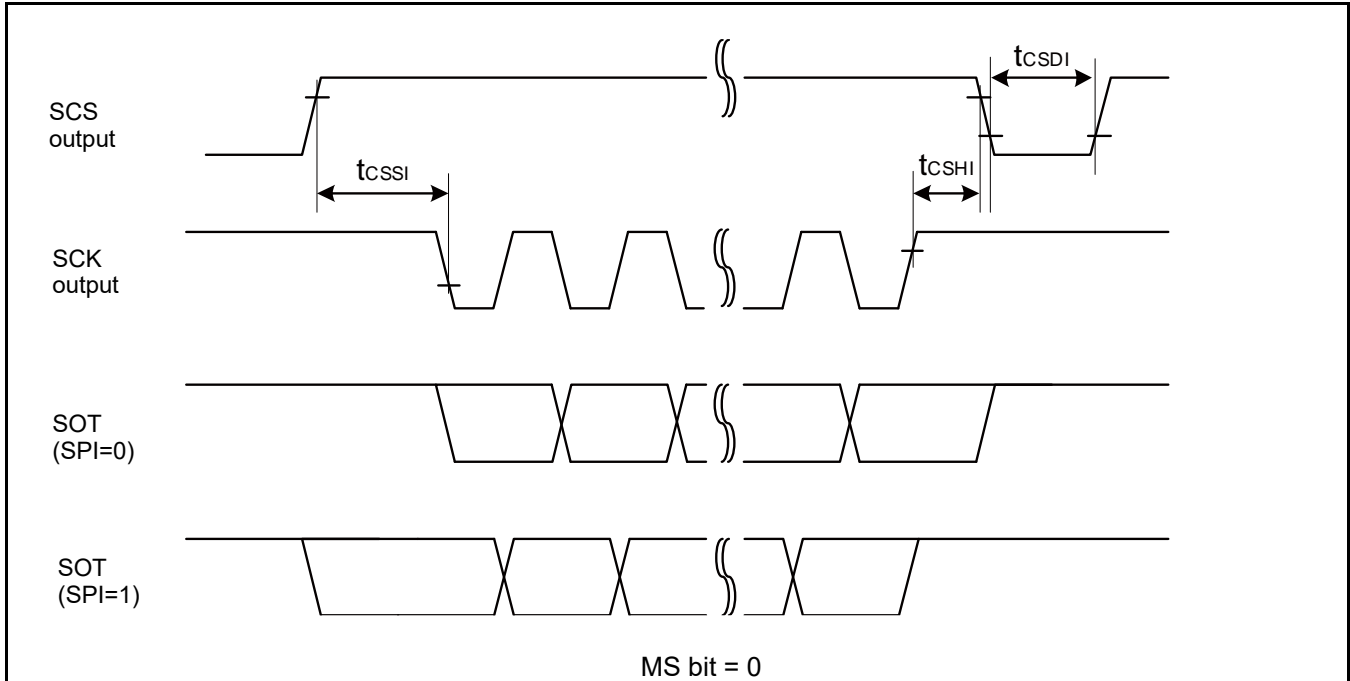 tCSDI
SCS
output
tCSSI
tCSHI
SCK
output
SOT
(SPI=0)
SOT
(SPI=1)
MS bit = 0